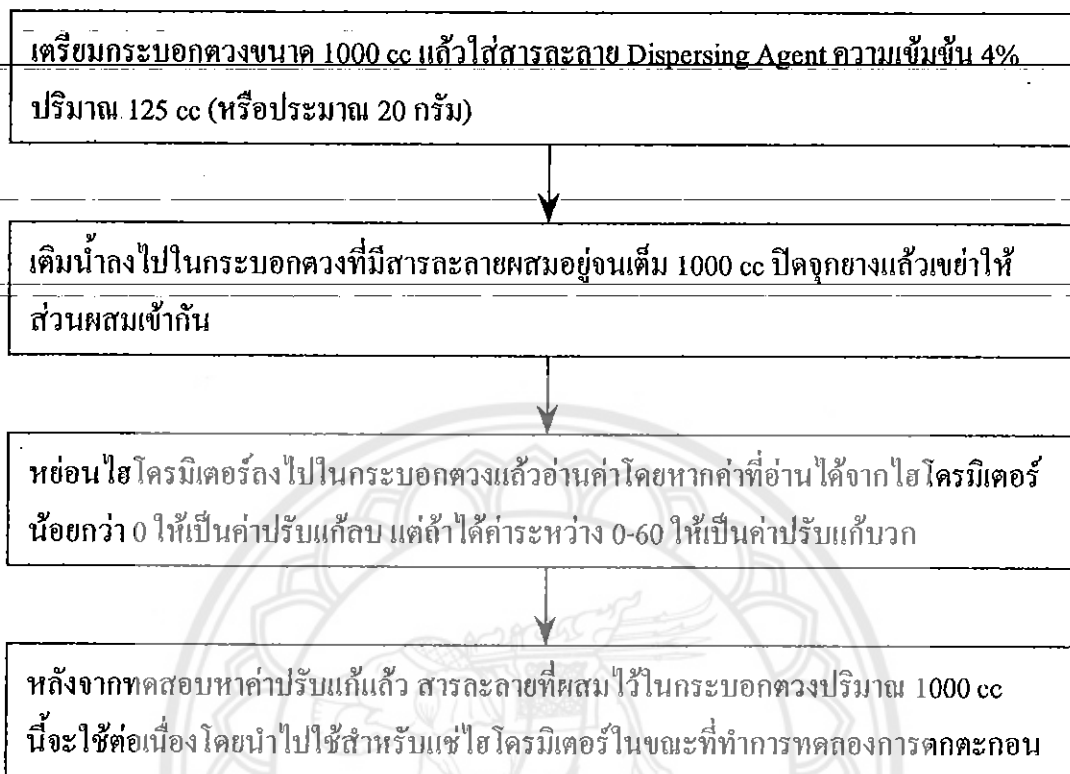 เตรียมกระบอกตวงขนาด 1000 cc แล้วใส่สารละลาย Dispersing Agent ความเข้มข้น 4%
ปริมาณ 125 cc (หรือประมาณ 20 กรัม)
เติมน้ำลงไปในกระบอกตวงที่มีสารละลายผสมอยู่จนเต็ม 1000 cc ปิดจุกยางแล้วเขย่าให้
ส่วนผสมเข้ากัน
หย่อนไฮโดรมิเตอร์ลงไปในกระบอกตวงแล้วอ่านค่าโดยหากค่าที่อ่านได้จากไฮโดรมิเตอร์
น้อยกว่า 0 ให้เป็นค่าปรับแก้ลบ แต่ถ้าได้ค่าระหว่าง 0-60 ให้เป็นค่าปรับแก้บวก
หลังจากทดสอบหาค่าปรับแก้แล้ว สารละลายที่ผสมไว้ในกระบอกตวงปริมาณ 1000 cc
นี้จะใช้ต่อเนื่องโดยนำไปใช้สำหรับแช่ไฮโดรมิเตอร์ในขณะที่ทำการทดลองการตกตะกอน